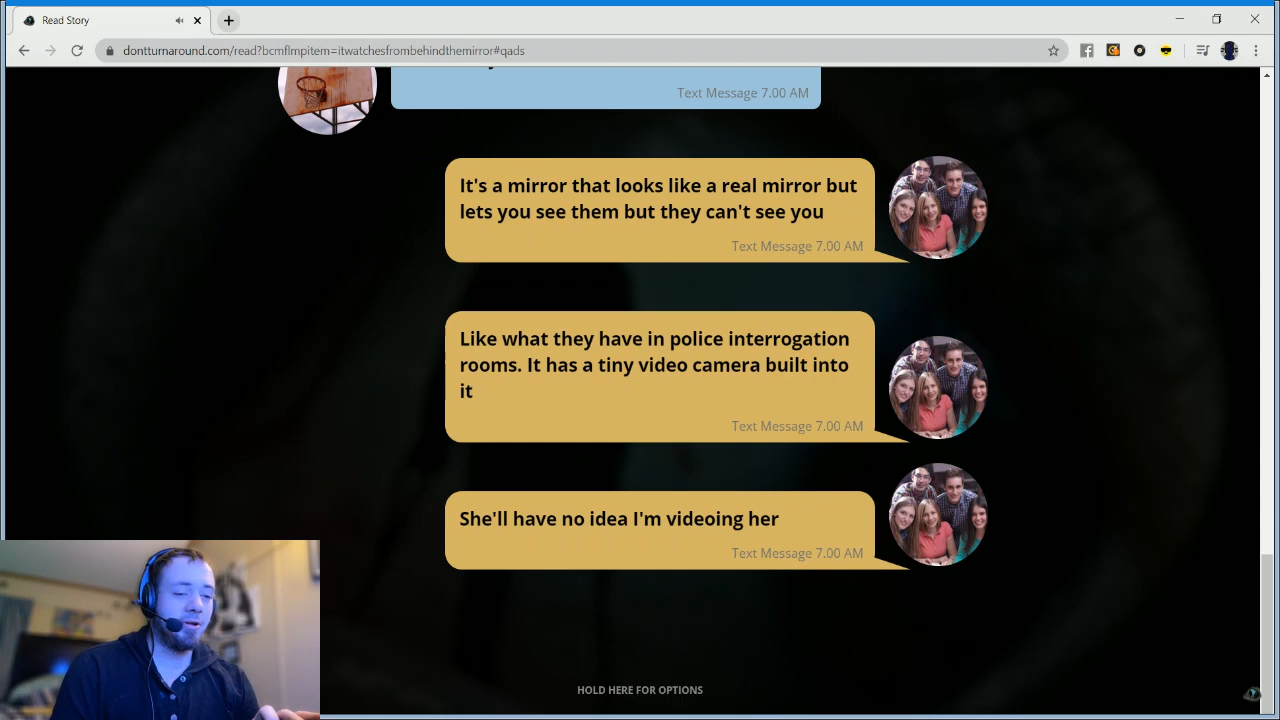 Read Story
dontturnaround.com/read?bcmflmpitem=itwatchesfrombehindthemirror#qads
Text Message 7.00 AM
It's a mirror that looks like a real mirror but
lets you see them but they can't see you
Text Message 7.00 AM
Like what they have in police interrogation
rooms. It has a tiny video camera built into
it
Text Message 7.00 AM
She'll have no idea I'm videoing her
Text Message 7.00 AM
HOLD HERE FOR OPTIONS